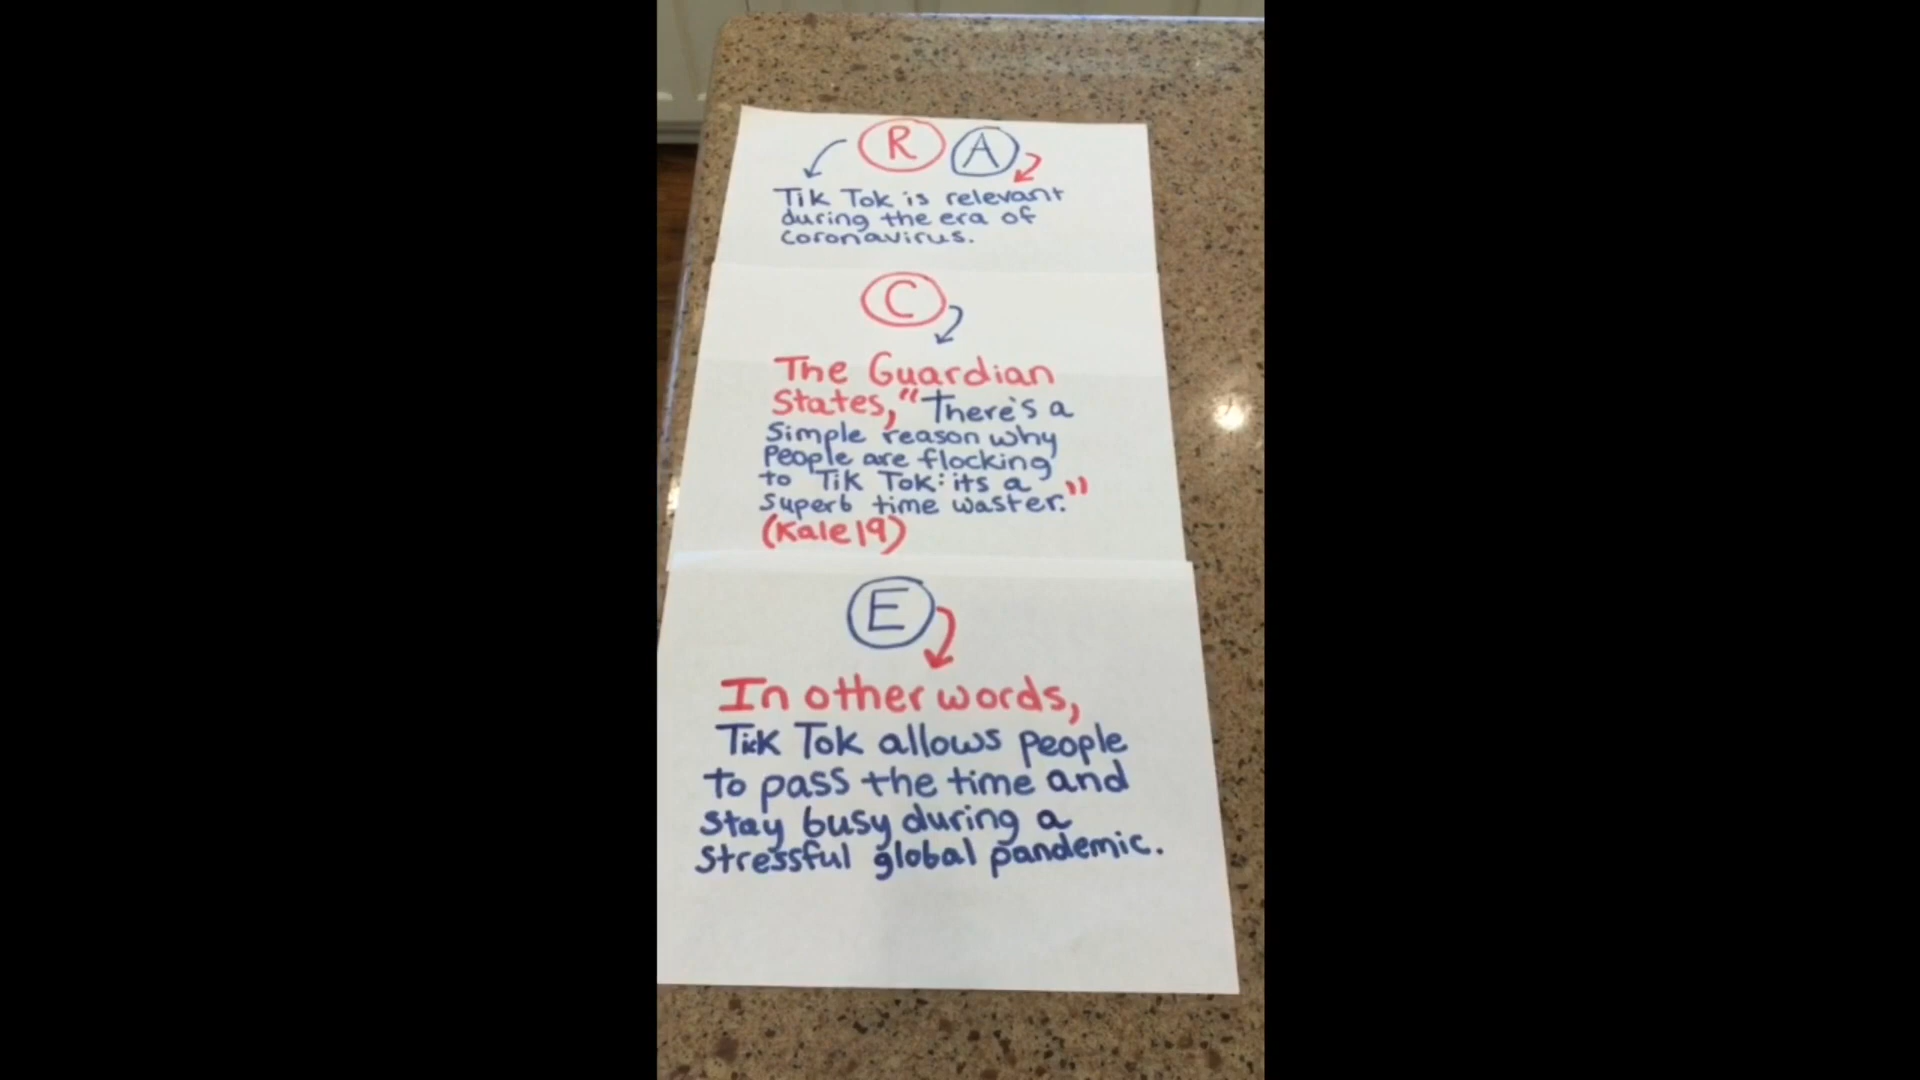 R A
Tik Tok is relevant
during the era of
coronavirus.
C
The Guardian
States, "There's a
simple reason why
people are flocking
to Tik Tok: its a
superb time waster."
(Kale 19)
E
In other words,
Tick Tok allows people
to pass the time and
stay busy during a
stressful global pandemic.